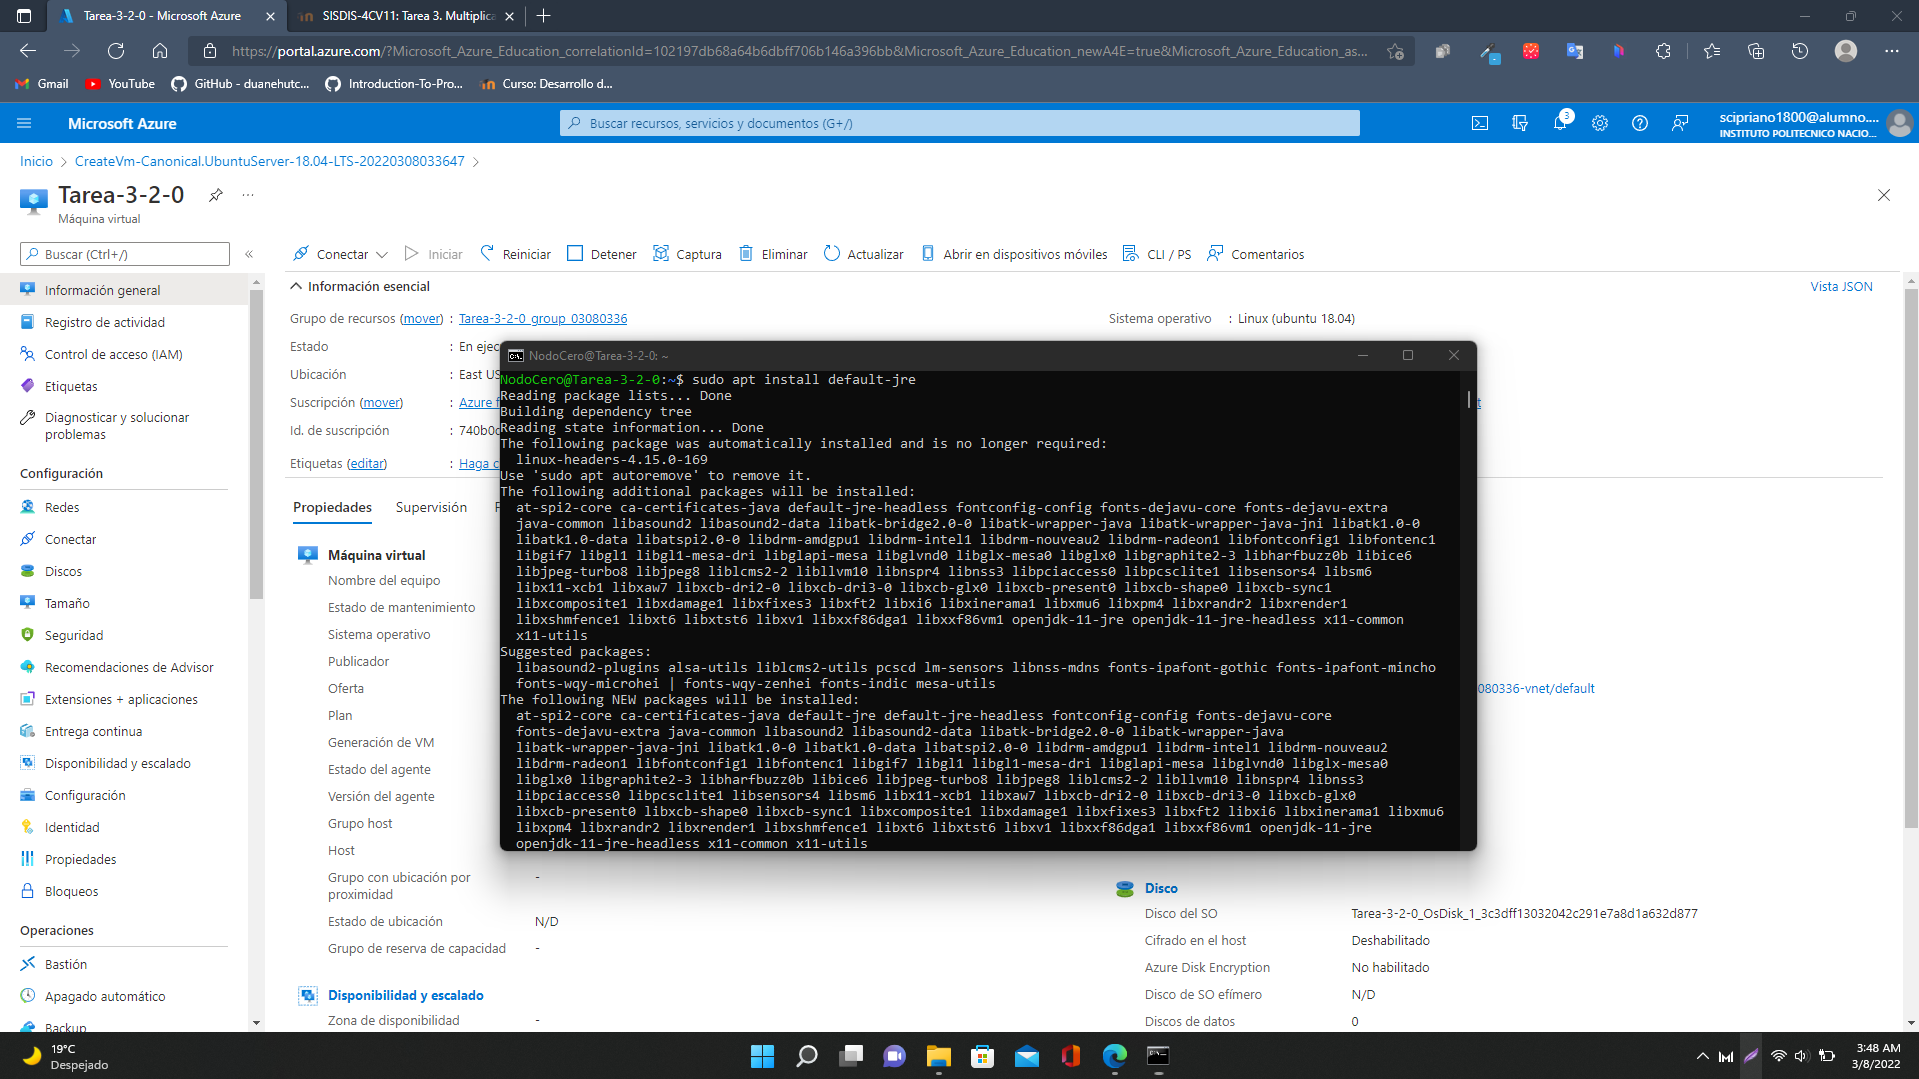 Tarea-3-2-0 - Microsoft Azure
SISDIS-4CV11: Tarea 3. Multiplica
https://portal.azure.com/?Microsoft_Azure_Education_correlationId=102197db68a64b6dbff706b146a396bb&Microsoft_Azure_Education_newA4E=true&Microsoft_Azure_Education_as...
Gmail
YouTube
GitHub - duanehutc...
Introduction-To-Pro...
Curso: Desarrollo d...
Microsoft Azure
Buscar recursos, servicios y documentos (G+/)
3
scipriano1800@alumno....
INSTITUTO POLITECNICO NACIO...
Inicio > CreateVm-Canonical.UbuntuServer-18.04-LTS-20220308033647 >
Tarea-3-2-0
Máquina virtual
Buscar (Ctrl+/)
Conectar
Iniciar
Reiniciar
Detener
Captura
Eliminar
Actualizar
Abrir en dispositivos móviles
CLI / PS
Comentarios
Información general
Registro de actividad
Control de acceso (IAM)
Etiquetas
Diagnosticar y solucionar
problemas
Configuración
Redes
Conectar
Discos
Tamaño
Seguridad
Recomendaciones de Advisor
Extensiones + aplicaciones
Entrega continua
Disponibilidad y escalado
Configuración
Identidad
Propiedades
Bloqueos
Operaciones
Bastión
Apagado automático
Backup
Información esencial
Vista JSON
Grupo de recursos (mover) : Tarea-3-2-0_group_03080336
Sistema operativo : Linux (ubuntu 18.04)
Estado : En ejec
Ubicación : East US
Suscripción (mover) : Azure f
Id. de suscripción : 740b0c
Etiquetas (editar) : Haga c
Propiedades
Supervisión
Máquina virtual
Nombre del equipo
Estado de mantenimiento
Sistema operativo
Publicador
Oferta
Plan
Generación de VM
Estado del agente
Versión del agente
Grupo host
Host
Grupo con ubicación por
proximidad
-
Estado de ubicación N/D
Grupo de reserva de capacidad -
Disponibilidad y escalado
Zona de disponibilidad -
NodoCero@Tarea-3-2-0: ~
NodoCero@Tarea-3-2-0:~$ sudo apt install default-jre
Reading package lists... Done
Building dependency tree
Reading state information... Done
The following package was automatically installed and is no longer required:
linux-headers-4.15.0-169
Use 'sudo apt autoremove' to remove it.
The following additional packages will be installed:
at-spi2-core ca-certificates-java default-jre-headless fontconfig-config fonts-dejavu-core fonts-dejavu-extra
java-common libasound2 libasound2-data libatk-bridge2.0-0 libatk-wrapper-java libatk-wrapper-java-jni libatk1.0-0
libatk1.0-data libatspi2.0-0 libdrm-amdgpu1 libdrm-intel1 libdrm-nouveau2 libdrm-radeon1 libfontconfig1 libfontenc1
libgif7 libgl1 libgl1-mesa-dri libglapi-mesa libglvnd0 libglx-mesa0 libglx0 libgraphite2-3 libharfbuzz0b libice6
libjpeg-turbo8 libjpeg8 liblcms2-2 libllvm10 libnspr4 libnss3 libpciaccess0 libpcsclite1 libsensors4 libsm6
libx11-xcb1 libxaw7 libxcb-dri2-0 libxcb-dri3-0 libxcb-glx0 libxcb-present0 libxcb-shape0 libxcb-sync1
libxcomposite1 libxdamage1 libxfixes3 libxft2 libxi6 libxinerama1 libxmu6 libxpm4 libxrandr2 libxrender1
libxshmfence1 libxt6 libxtst6 libxv1 libxxf86dga1 libxxf86vm1 openjdk-11-jre openjdk-11-jre-headless x11-common
x11-utils
Suggested packages:
libasound2-plugins alsa-utils liblcms2-utils pcscd lm-sensors libnss-mdns fonts-ipafont-gothic fonts-ipafont-mincho
fonts-wqy-microhei | fonts-wqy-zenhei fonts-indic mesa-utils
The following NEW packages will be installed:
at-spi2-core ca-certificates-java default-jre default-jre-headless fontconfig-config fonts-dejavu-core
fonts-dejavu-extra java-common libasound2 libasound2-data libatk-bridge2.0-0 libatk-wrapper-java
libatk-wrapper-java-jni libatk1.0-0 libatk1.0-data libatspi2.0-0 libdrm-amdgpu1 libdrm-intel1 libdrm-nouveau2
libdrm-radeon1 libfontconfig1 libfontenc1 libgif7 libgl1 libgl1-mesa-dri libglapi-mesa libglvnd0 libglx-mesa0
libglx0 libgraphite2-3 libharfbuzz0b libice6 libjpeg-turbo8 libjpeg8 liblcms2-2 libllvm10 libnspr4 libnss3
libpciaccess0 libpcsclite1 libsensors4 libsm6 libx11-xcb1 libxaw7 libxcb-dri2-0 libxcb-dri3-0 libxcb-glx0
libxcb-present0 libxcb-shape0 libxcb-sync1 libxcomposite1 libxdamage1 libxfixes3 libxft2 libxi6 libxinerama1 libxmu6
libxpm4 libxrandr2 libxrender1 libxshmfence1 libxt6 libxtst6 libxv1 libxxf86dga1 libxxf86vm1 openjdk-11-jre
openjdk-11-jre-headless x11-common x11-utils
080336-vnet/default
Disco
Disco del SO Tarea-3-2-0_OsDisk_1_3c3dff13032042c291e7a8d1a632d877
Cifrado en el host Deshabilitado
Azure Disk Encryption No habilitado
Disco de SO efímero N/D
Discos de datos 0
19°C
Despejado
3:48 AM
3/8/2022